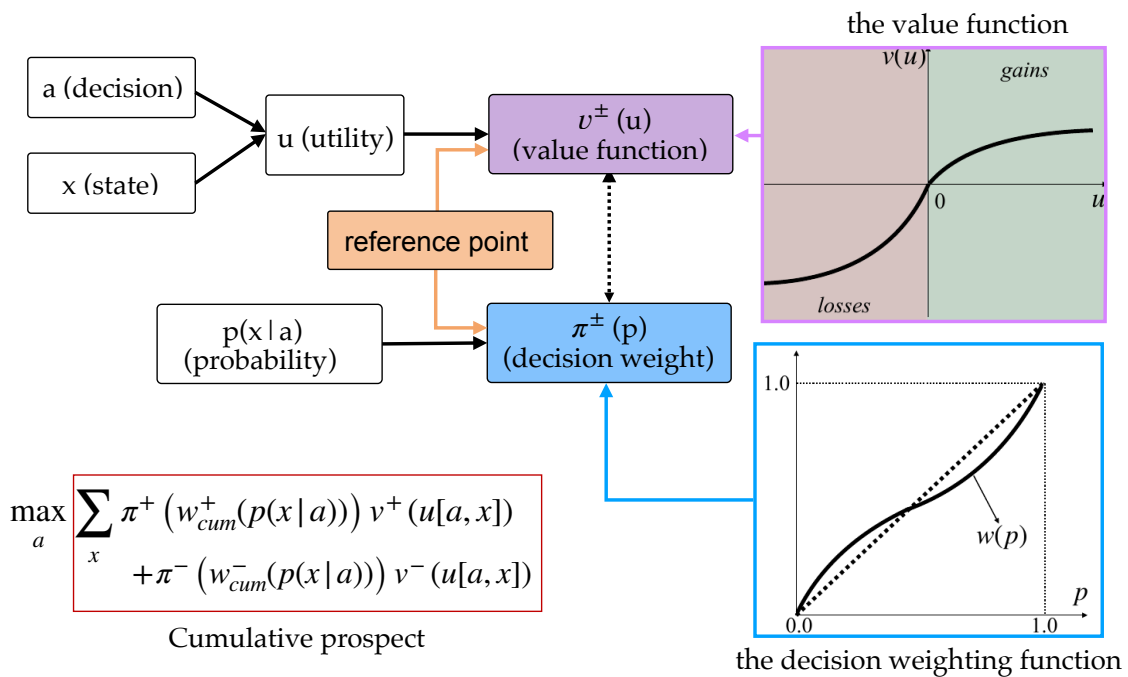 the value function
a (decision)
x (state)
u (utility)
v± (u)
(value function)
v(u)
gains
0
u
losses
reference point
p(x | a)
(probability)
π± (p)
(decision weight)
1.0
w(p)
p
0.0
1.0
the decision weighting function
max
a
∑
x
π⁺ (w⁺cum(p(x | a))) v⁺ (u[a, x])
+π⁻ (w⁻cum(p(x | a))) v⁻ (u[a, x])
Cumulative prospect